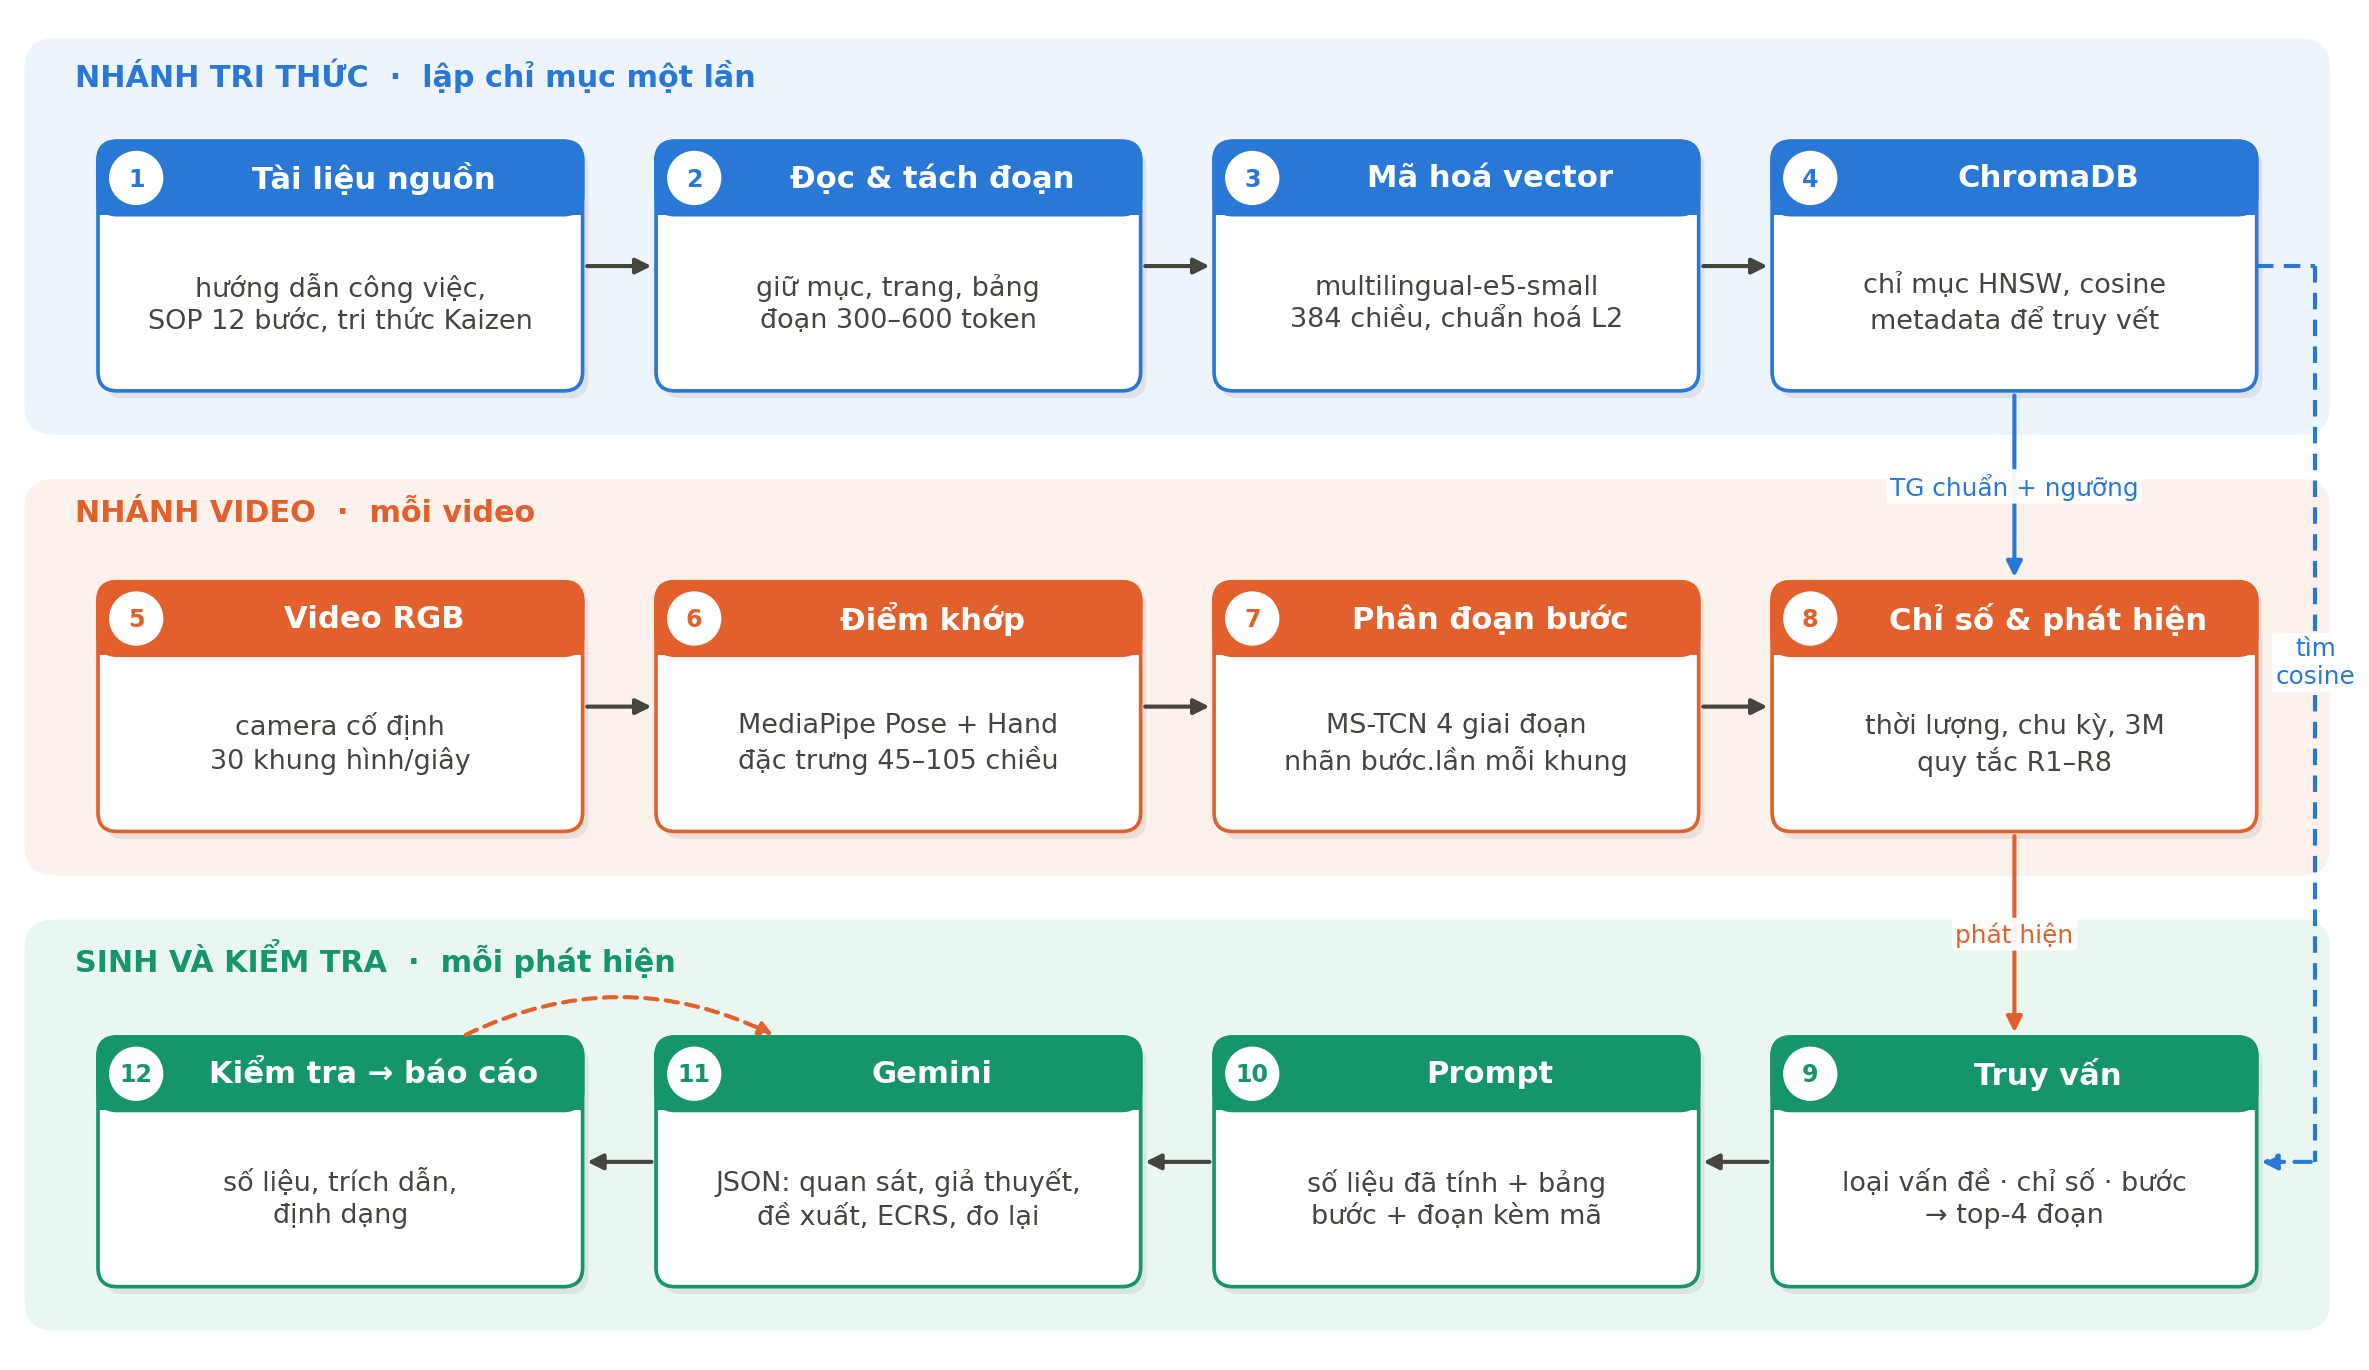 NHÁNH TRI THỨC · lập chỉ mục một lần
1 Tài liệu nguồn
hướng dẫn công việc,
SOP 12 bước, tri thức Kaizen
2 Đọc & tách đoạn
giữ mục, trang, bảng
đoạn 300–600 token
3 Mã hoá vector
multilingual-e5-small
384 chiều, chuẩn hoá L2
4 ChromaDB
chỉ mục HNSW, cosine
metadata để truy vết
TG chuẩn + ngưỡng
NHÁNH VIDEO · mỗi video
5 Video RGB
camera cố định
30 khung hình/giây
6 Điểm khớp
MediaPipe Pose + Hand
đặc trưng 45–105 chiều
7 Phân đoạn bước
MS-TCN 4 giai đoạn
nhãn bước.lần mỗi khung
8 Chỉ số & phát hiện
thời lượng, chu kỳ, 3M
quy tắc R1–R8
tìm
cosine
phát hiện
SINH VÀ KIỂM TRA · mỗi phát hiện
12 Kiểm tra → báo cáo
số liệu, trích dẫn,
định dạng
11 Gemini
JSON: quan sát, giả thuyết,
đề xuất, ECRS, đo lại
10 Prompt
số liệu đã tính + bảng
bước + đoạn kèm mã
9 Truy vấn
loại vấn đề · chỉ số · bước
→ top-4 đoạn